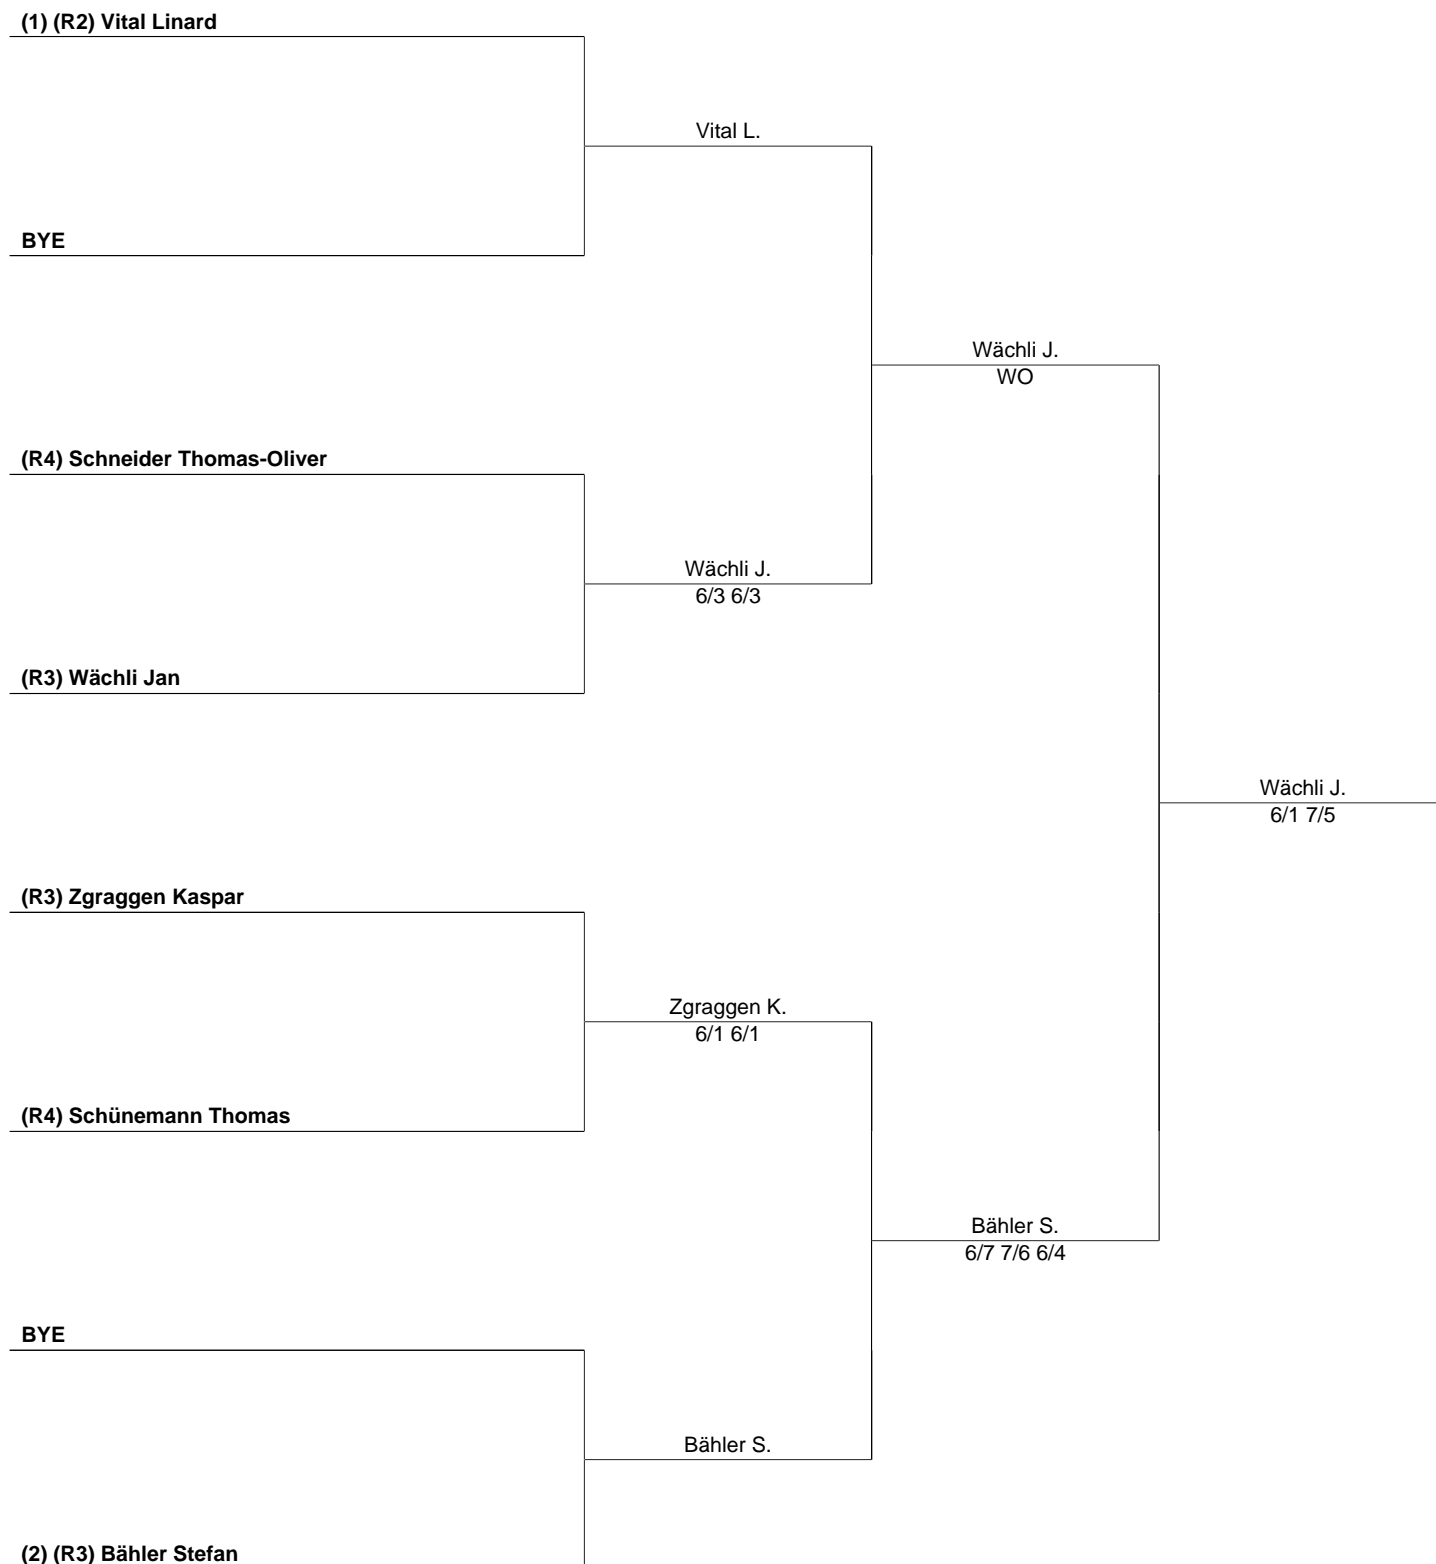 (1) (R2) Vital Linard
Vital L.
BYE
Wächli J.
WO
(R4) Schneider Thomas-Oliver
Wächli J.
6/3 6/3
(R3) Wächli Jan
Wächli J.
6/1 7/5
(R3) Zgraggen Kaspar
Zgraggen K.
6/1 6/1
(R4) Schünemann Thomas
Bähler S.
6/7 7/6 6/4
BYE
Bähler S.
(2) (R3) Bähler Stefan